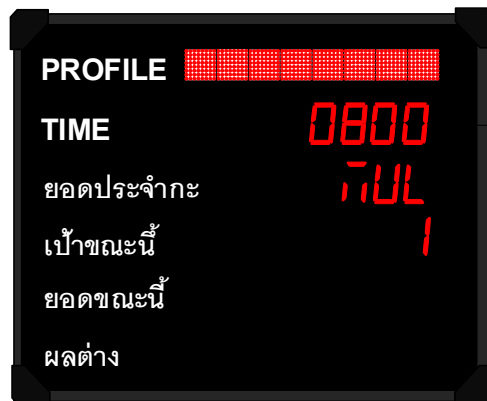 PROFILE
TIME 0800
ยอดประจำกะ MUL
เป้าขณะนี้ 1
ยอดขณะนี้
ผลต่าง